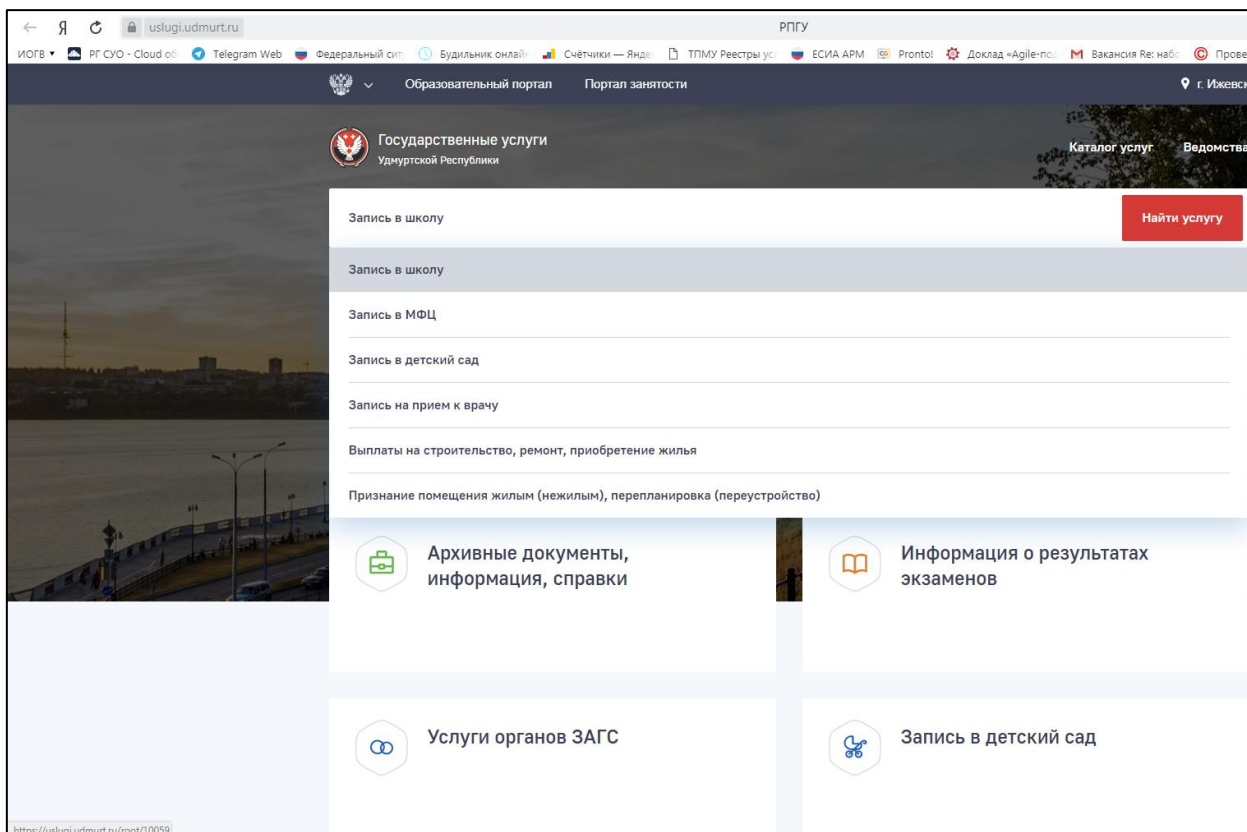 Я uslugi.udmurt.ru РПГУ
ИОГВ РГ СУО - Cloud об Telegram Web Федеральный сит Будильник онлай Счётчики — Янде ТПМУ Реестры усл ЕСИА АРМ Pronto! Доклад «Agile-по Вакансия Re: наб Прове
Образовательный портал Портал занятости г. Ижевск
Государственные услуги
Удмуртской Республики
Каталог услуг Ведомства
Запись в школу Найти услугу
Запись в школу
Запись в МФЦ
Запись в детский сад
Запись на прием к врачу
Выплаты на строительство, ремонт, приобретение жилья
Признание помещения жилым (нежилым), перепланировка (переустройство)
Архивные документы,
информация, справки
Информация о результатах
экзаменов
Услуги органов ЗАГС
Запись в детский сад
https://uslugi.udmurt.ru/root/10059